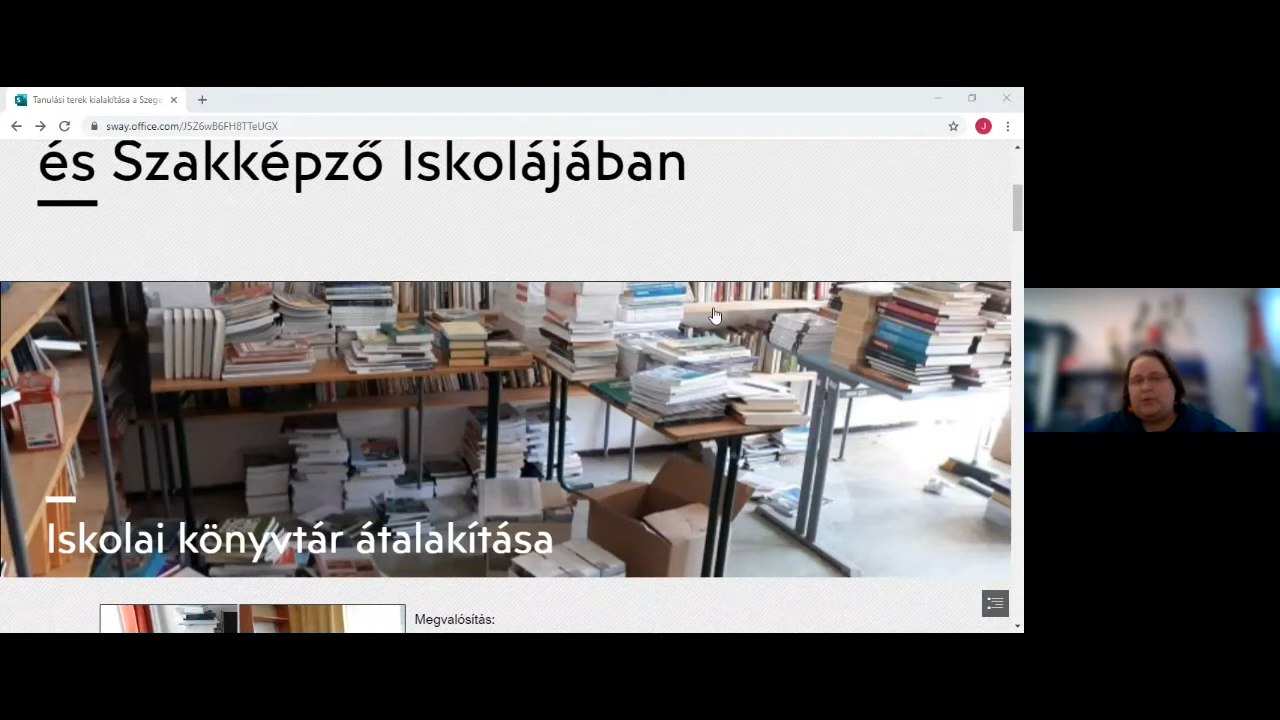 Tanulási terek kialakítása a Szege
sway.office.com/J5Z6wB6FH8TTeUGX
J
és Szakképző Iskolájában
Iskolai könyvtár átalakítása
Megvalósítás: